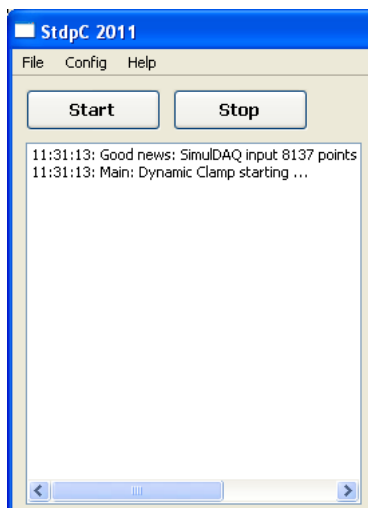 StdpC 2011
File Config Help
Start Stop
11:31:13: Good news: SimulDAQ input 8137 points
11:31:13: Main: Dynamic Clamp starting ...